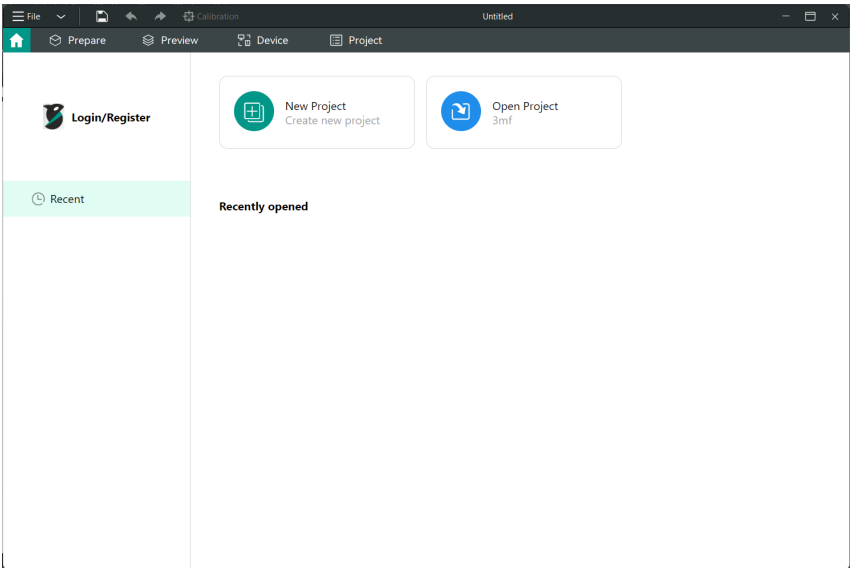 File
Calibration
Untitled
Prepare
Preview
Device
Project
Login/Register
New Project
Create new project
Open Project
3mf
Recent
Recently opened